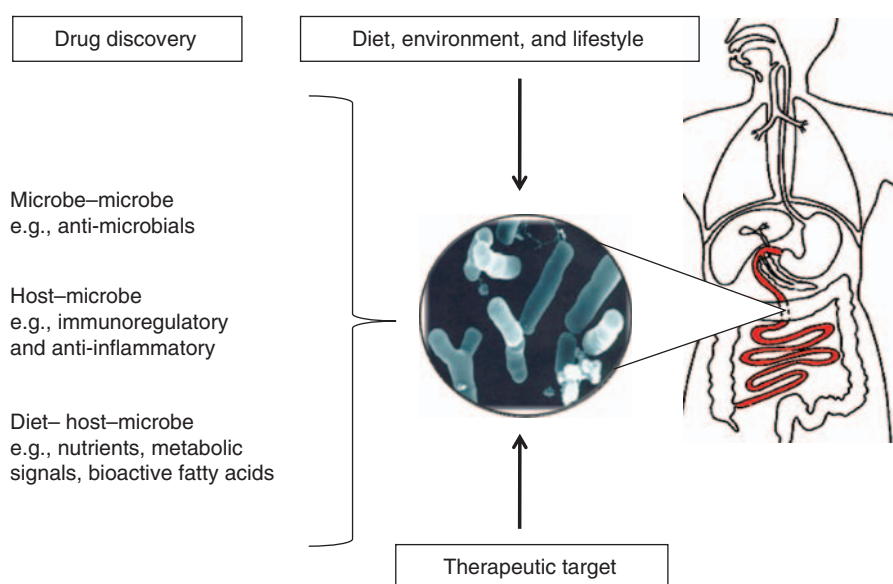 Drug discovery
Diet, environment, and lifestyle
Microbe–microbe
e.g., anti-microbials
Host–microbe
e.g., immunoregulatory
and anti-inflammatory
Diet– host–microbe
e.g., nutrients, metabolic
signals, bioactive fatty acids
Therapeutic target